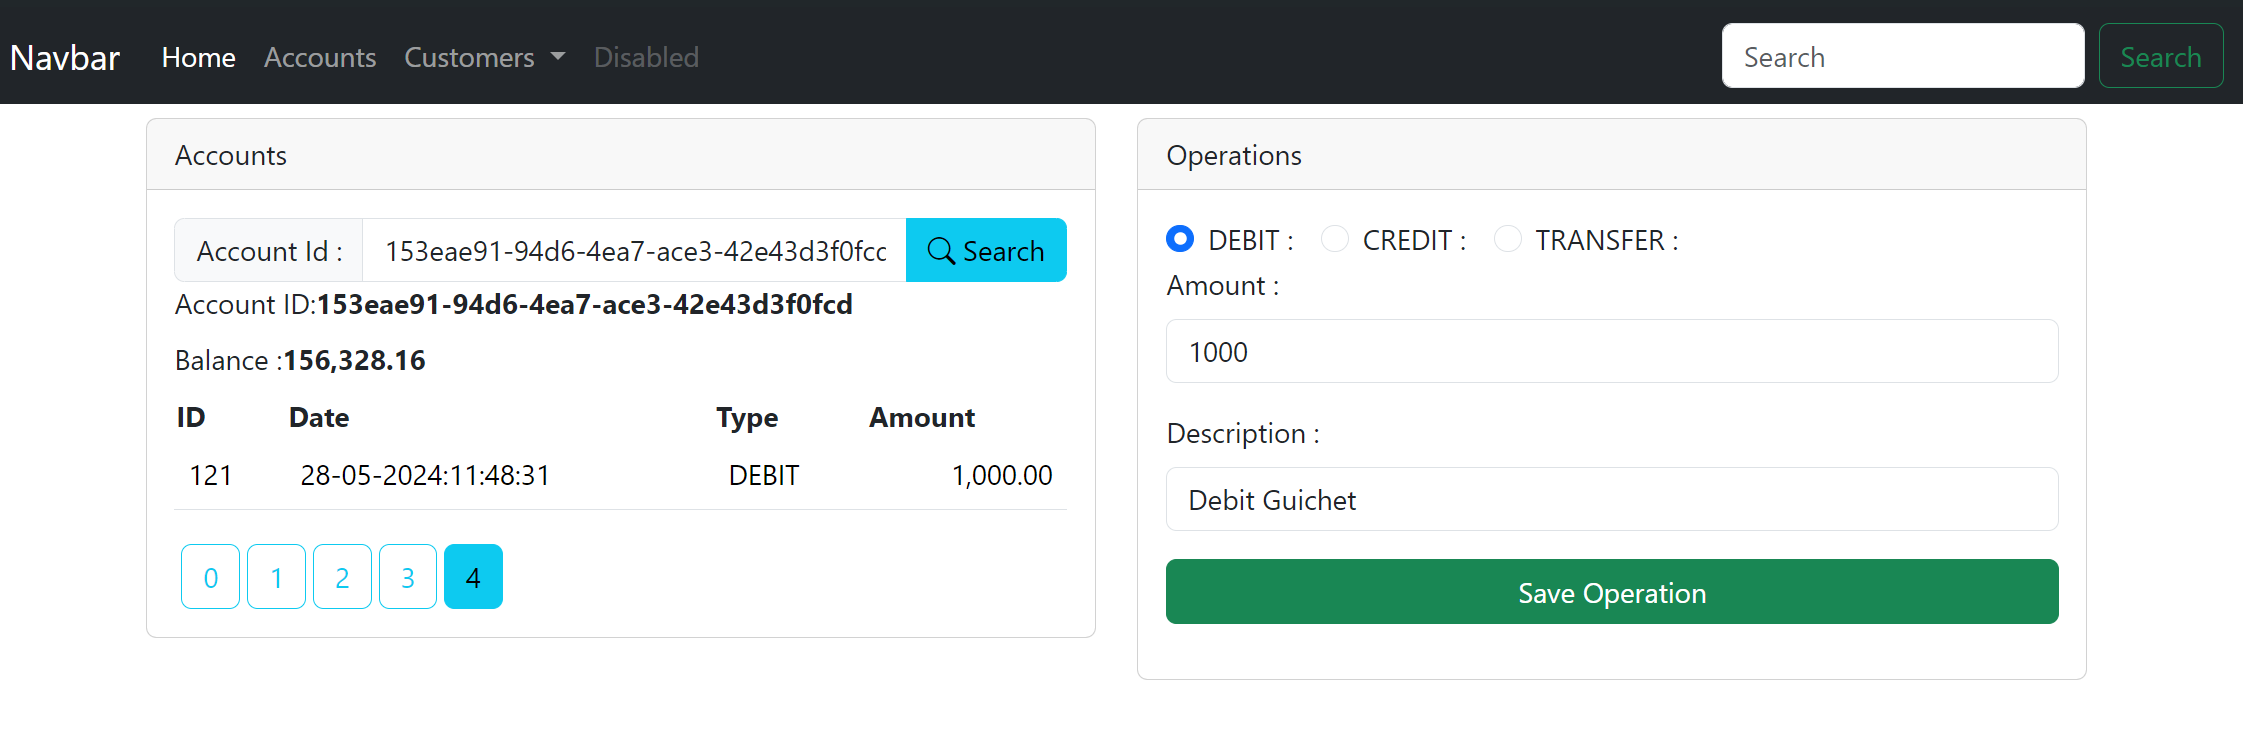 Navbar Home Accounts Customers Disabled Search Search
Accounts
Account Id : 153eae91-94d6-4ea7-ace3-42e43d3f0fcc Search
Account ID:153eae91-94d6-4ea7-ace3-42e43d3f0fcd
Balance :156,328.16
ID Date Type Amount
121 28-05-2024:11:48:31 DEBIT 1,000.00
0 1 2 3 4
Operations
DEBIT : CREDIT : TRANSFER :
Amount :
1000
Description :
Debit Guichet
Save Operation